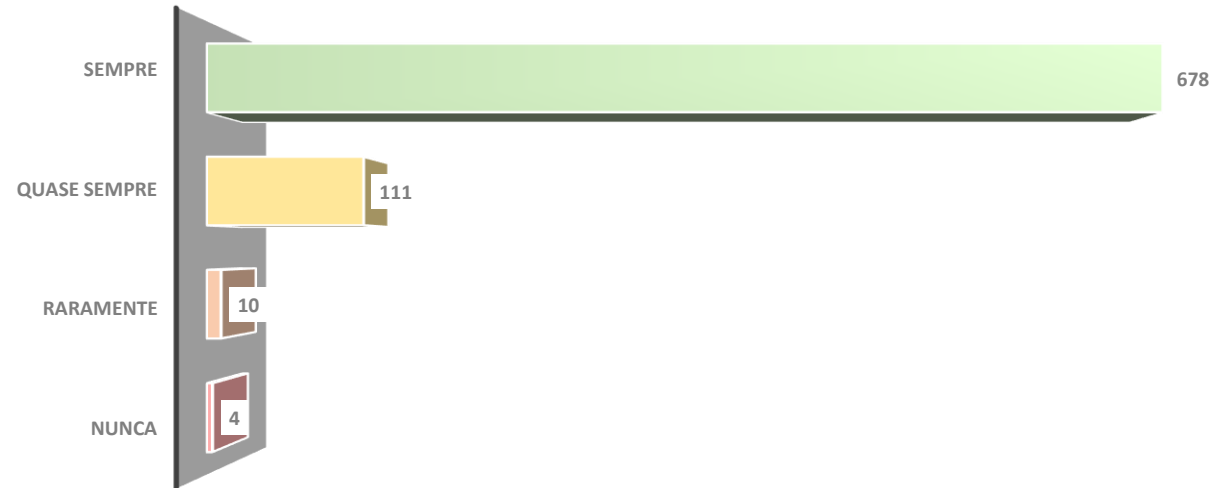 SEMPRE
678
QUASE SEMPRE
111
RARAMENTE
10
NUNCA
4